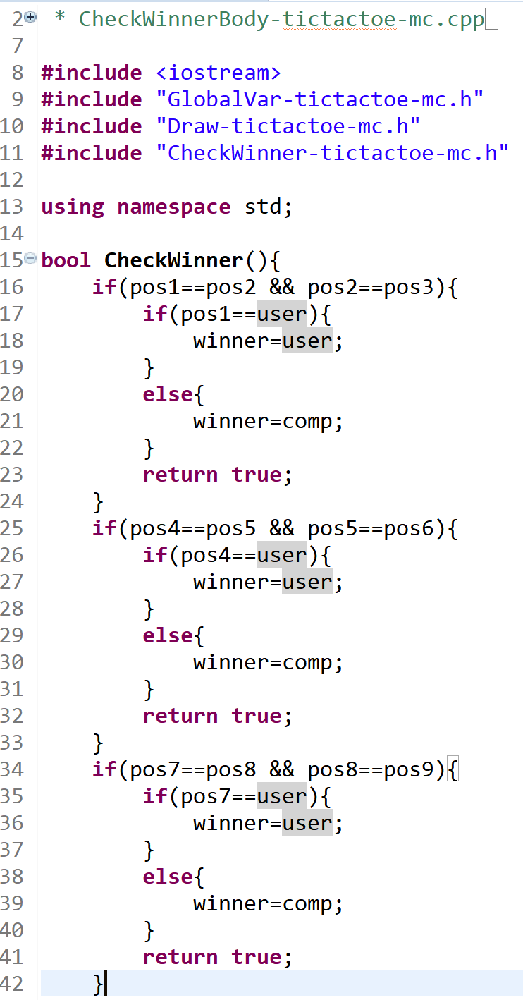 2 * CheckWinnerBody-tictactoe-mc.cpp
7
8 #include <iostream>
9 #include "GlobalVar-tictactoe-mc.h"
10 #include "Draw-tictactoe-mc.h"
11 #include "CheckWinner-tictactoe-mc.h"
12
13 using namespace std;
14
15 bool CheckWinner(){
16     if(pos1==pos2 && pos2==pos3){
17         if(pos1==user){
18             winner=user;
19         }
20         else{
21             winner=comp;
22         }
23         return true;
24     }
25     if(pos4==pos5 && pos5==pos6){
26         if(pos4==user){
27             winner=user;
28         }
29         else{
30             winner=comp;
31         }
32         return true;
33     }
34     if(pos7==pos8 && pos8==pos9){
35         if(pos7==user){
36             winner=user;
37         }
38         else{
39             winner=comp;
40         }
41         return true;
42     }